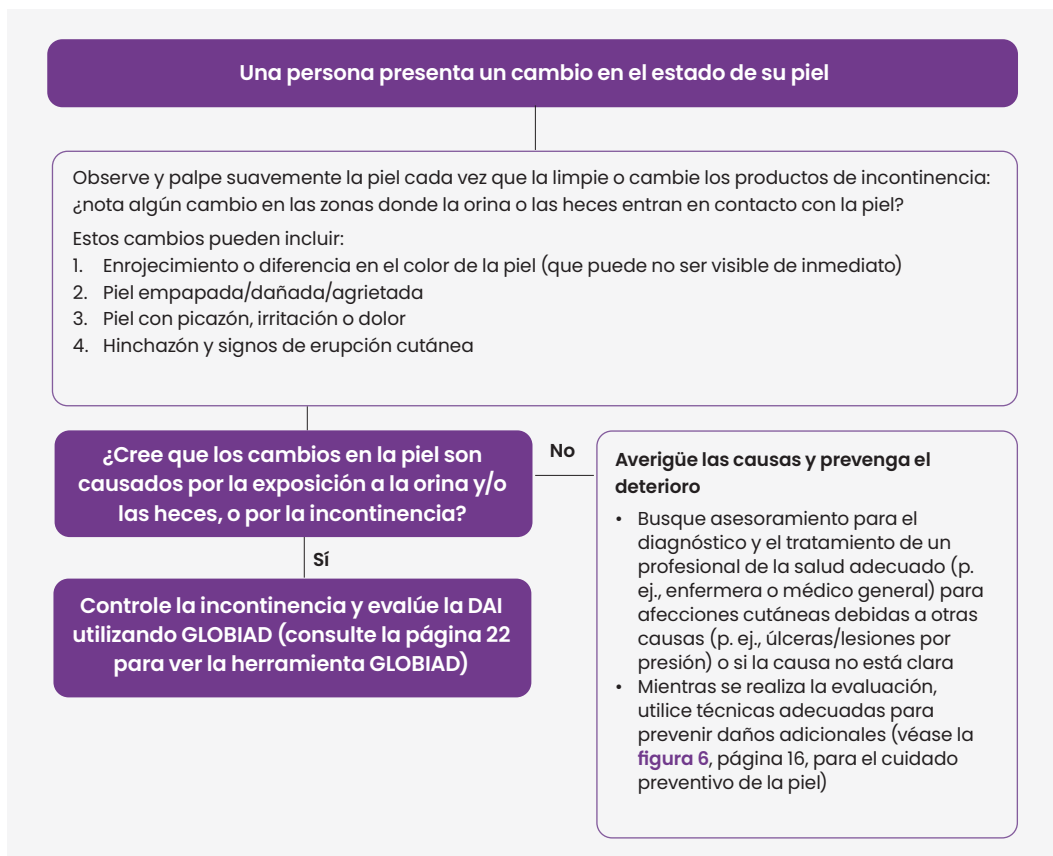 Una persona presenta un cambio en el estado de su piel
Observe y palpe suavemente la piel cada vez que la limpie o cambie los productos de incontinencia:
¿nota algún cambio en las zonas donde la orina o las heces entran en contacto con la piel?
Estos cambios pueden incluir:
1. Enrojecimiento o diferencia en el color de la piel (que puede no ser visible de inmediato)
2. Piel empapada/dañada/agrietada
3. Piel con picazón, irritación o dolor
4. Hinchazón y signos de erupción cutánea
¿Cree que los cambios en la piel son
causados por la exposición a la orina y/o
las heces, o por la incontinencia?
No
Sí
Controle la incontinencia y evalúe la DAI
utilizando GLOBIAD (consulte la página 22
para ver la herramienta GLOBIAD)
Averigüe las causas y prevenga el
deterioro
• Busque asesoramiento para el
diagnóstico y el tratamiento de un
profesional de la salud adecuado (p.
ej., enfermera o médico general) para
afecciones cutáneas debidas a otras
causas (p. ej., úlceras/lesiones por
presión) o si la causa no está clara
• Mientras se realiza la evaluación,
utilice técnicas adecuadas para
prevenir daños adicionales (véase la
figura 6, página 16, para el cuidado
preventivo de la piel)